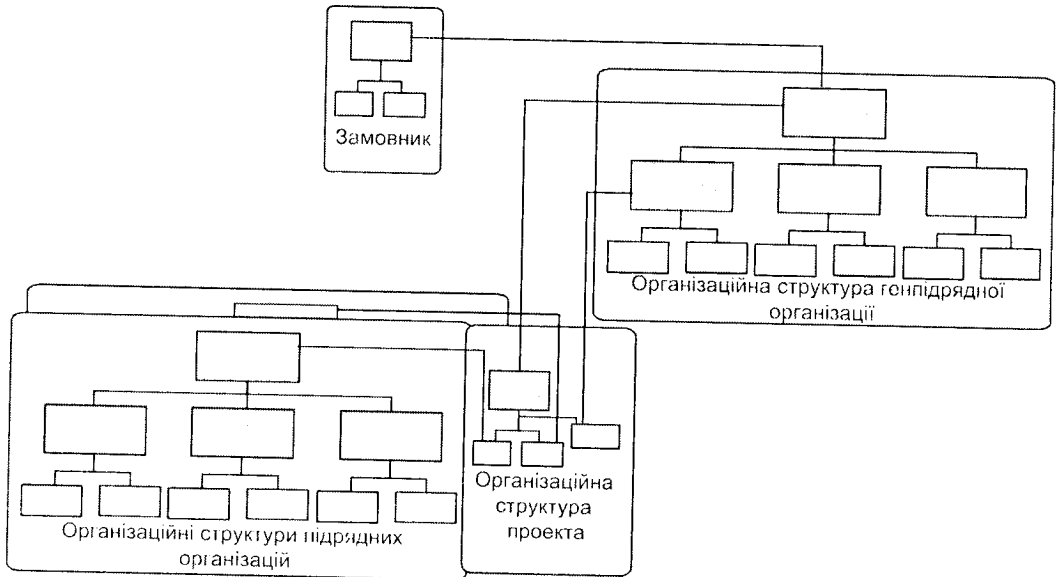 Замовник
Організаційна структура генпідрядної
організації
Організаційна
структура
проекта
Організаційні структури підрядних
організацій